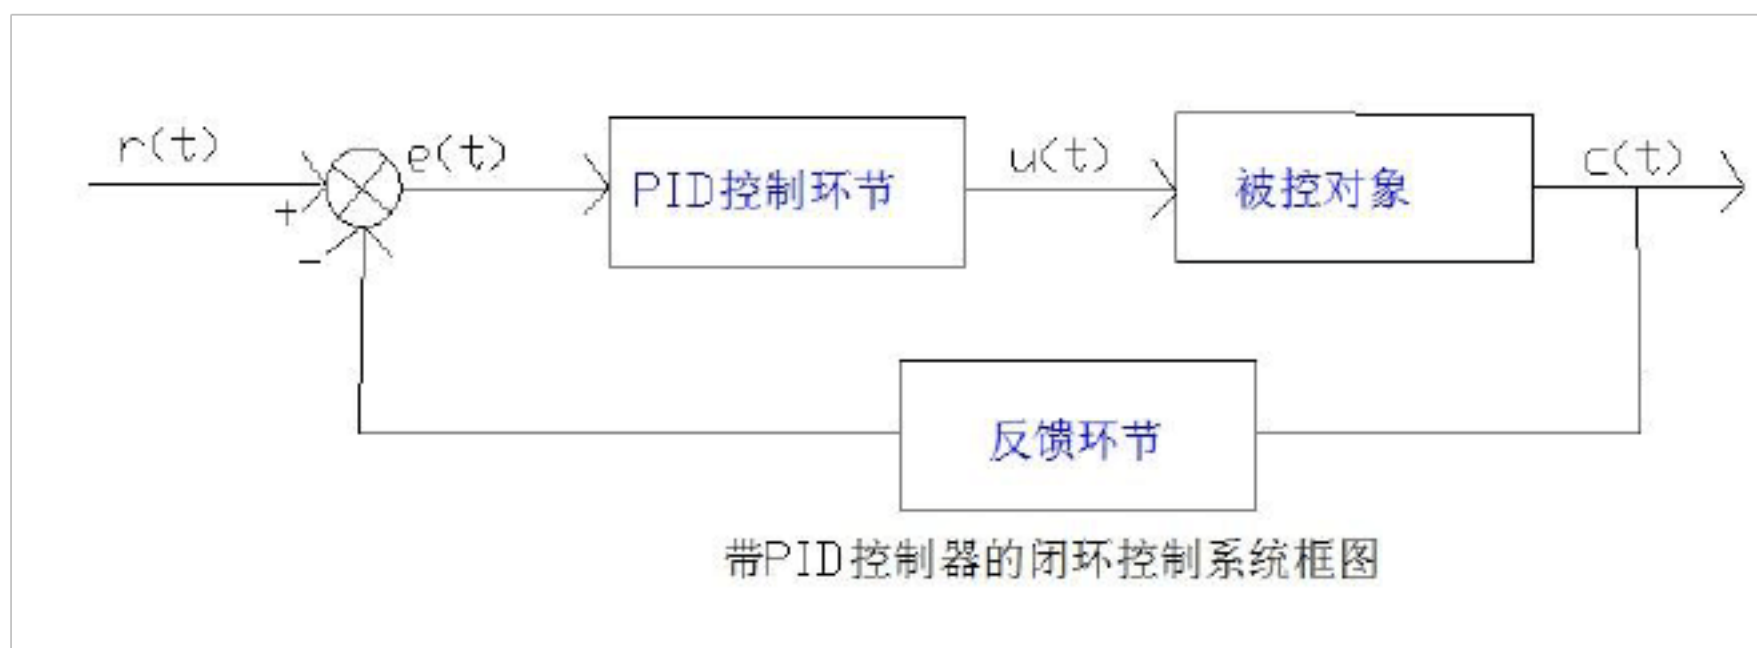 r(t)
+
-
e(t)
PID控制环节
u(t)
被控对象
c(t)
反馈环节
带PID控制器的闭环控制系统框图